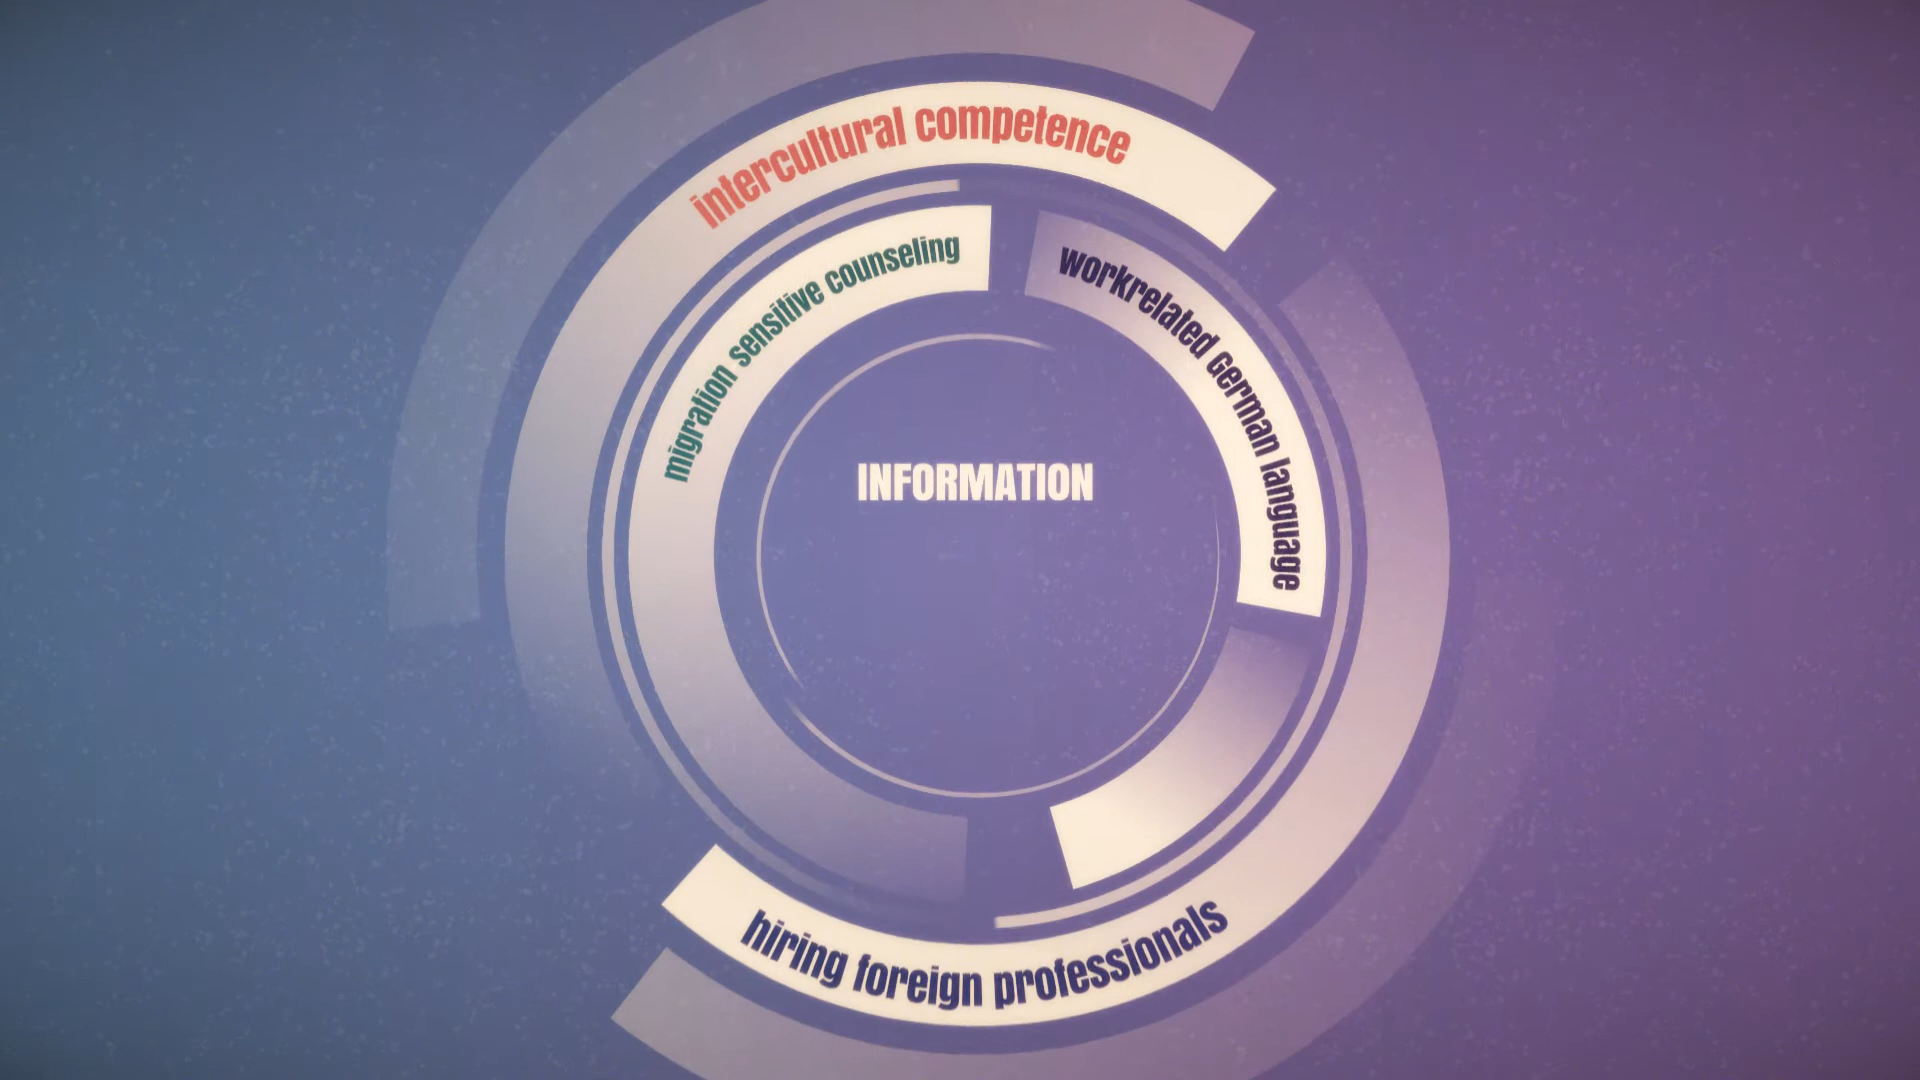 intercultural competence
migration sensitive counseling
workrelated German language
INFORMATION
hiring foreign professionals